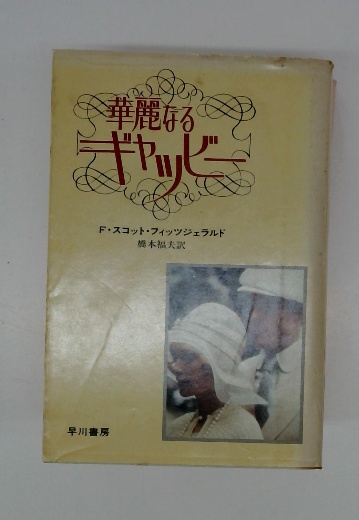 華麗なる
ギャツビー
F・スコット・フィッツジェラルド
橋本福夫訳
早川書房